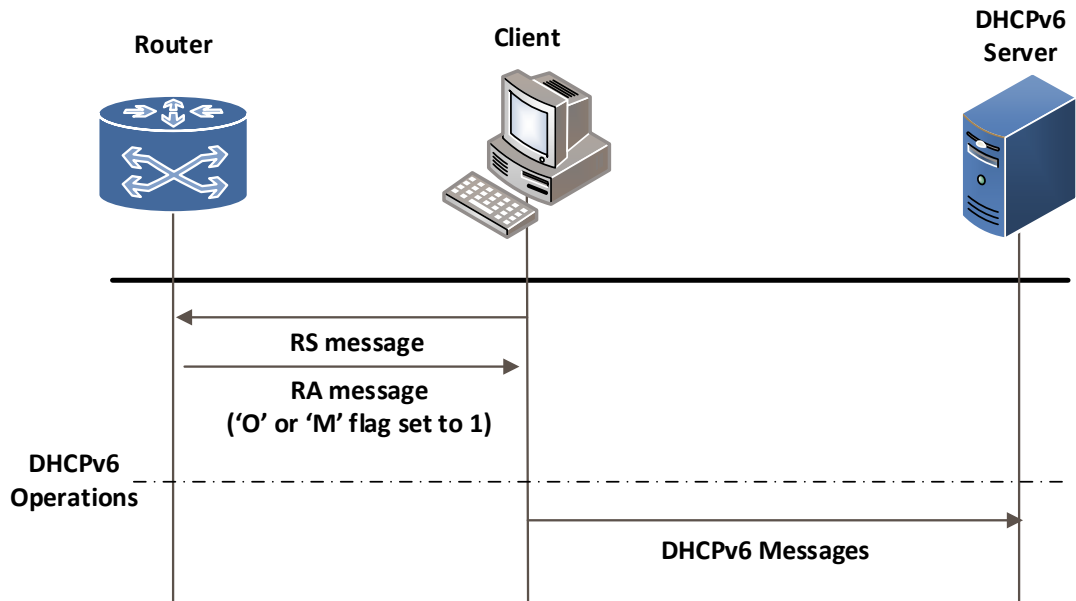 Router
Client
DHCPv6
Server
RS message
RA message
(‘O’ or ‘M’ flag set to 1)
DHCPv6
Operations
DHCPv6 Messages